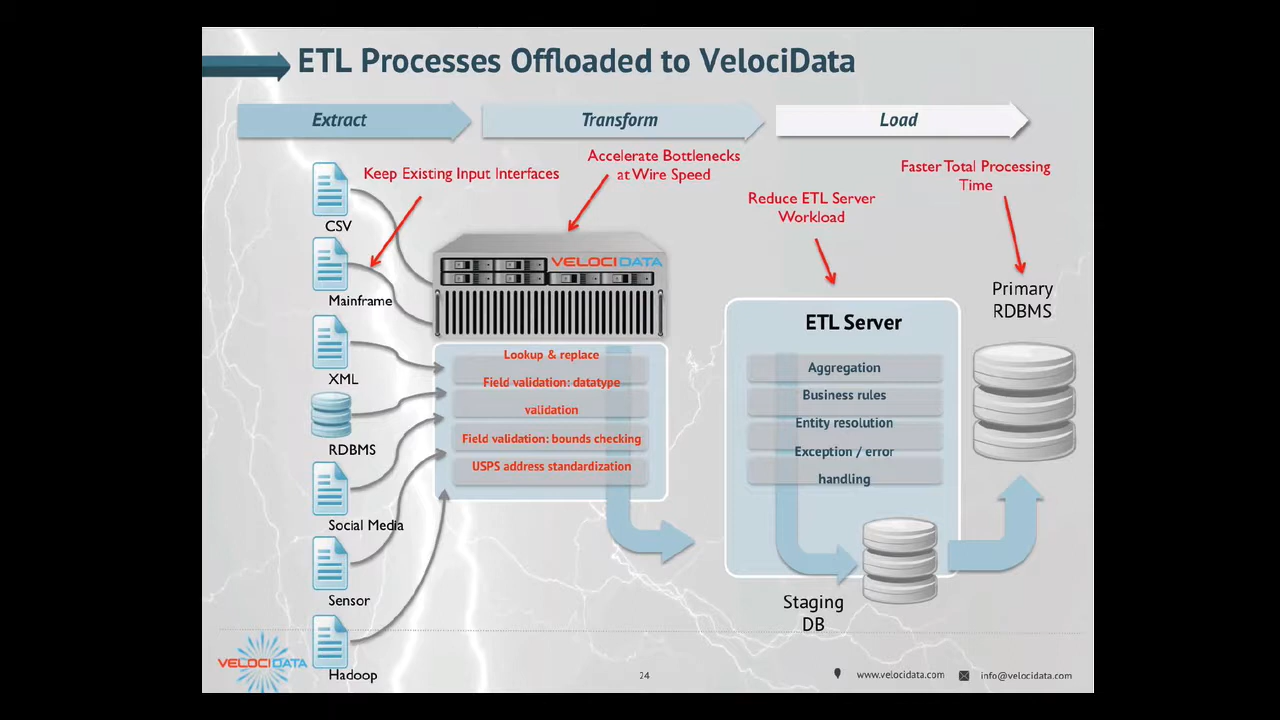 ETL Processes Offloaded to VelociData
Extract
Transform
Load
Keep Existing Input Interfaces
Accelerate Bottlenecks
at Wire Speed
Reduce ETL Server
Workload
Faster Total Processing
Time
CSV
Mainframe
XML
RDBMS
Social Media
Sensor
Hadoop
VELOCIDATA
Lookup & replace
Field validation: datatype
validation
Field validation: bounds checking
USPS address standardization
ETL Server
Aggregation
Business rules
Entity resolution
Exception / error
handling
Staging
DB
Primary
RDBMS
VELOCIDATA
24
www.velocidata.com
info@velocidata.com